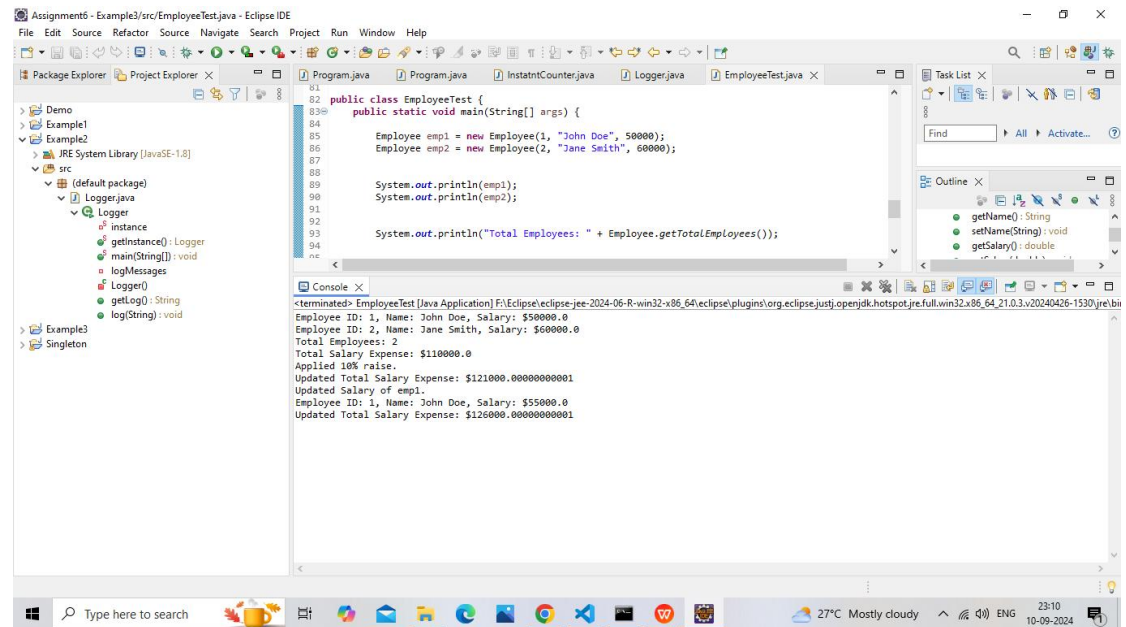 Assignment6 - Example3/src/EmployeeTest.java - Eclipse IDE
File Edit Source Refactor Source Navigate Search Project Run Window Help
Package Explorer Project Explorer
Program.java Program.java InstatntCounter.java Logger.java EmployeeTest.java
Task List
Demo
Example1
Example2
JRE System Library [JavaSE-1.8]
src
(default package)
Logger.java
Logger
instance
getInstance() : Logger
main(String[]) : void
logMessages
Logger()
getLog() : String
log(String) : void
Example3
Singleton
81
82 public class EmployeeTest {
83 public static void main(String[] args) {
84
85 Employee emp1 = new Employee(1, "John Doe", 50000);
86 Employee emp2 = new Employee(2, "Jane Smith", 60000);
87
88
89 System.out.println(emp1);
90 System.out.println(emp2);
91
92
93 System.out.println("Total Employees: " + Employee.getTotalEmployees());
94
95
Find All Activate...
Outline
getName() : String
setName(String) : void
getSalary() : double
Console
<terminated> EmployeeTest [Java Application] F:\Eclipse\eclipse-jee-2024-06-R-win32-x86_64\eclipse\plugins\org.eclipse.justj.openjdk.hotspot.jre.full.win32.x86_64_21.0.3.v20240426-1530\jre\bin
Employee ID: 1, Name: John Doe, Salary: $50000.0
Employee ID: 2, Name: Jane Smith, Salary: $60000.0
Total Employees: 2
Total Salary Expense: $110000.0
Applied 10% raise.
Updated Total Salary Expense: $121000.00000000001
Updated Salary of emp1.
Employee ID: 1, Name: John Doe, Salary: $55000.0
Updated Total Salary Expense: $126000.00000000001
Type here to search
27°C Mostly cloudy
ENG
23:10
10-09-2024